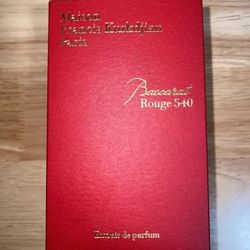 Maison
Francis Kurkdjian
Paris
Baccarat
Rouge 540
Extrait de parfum